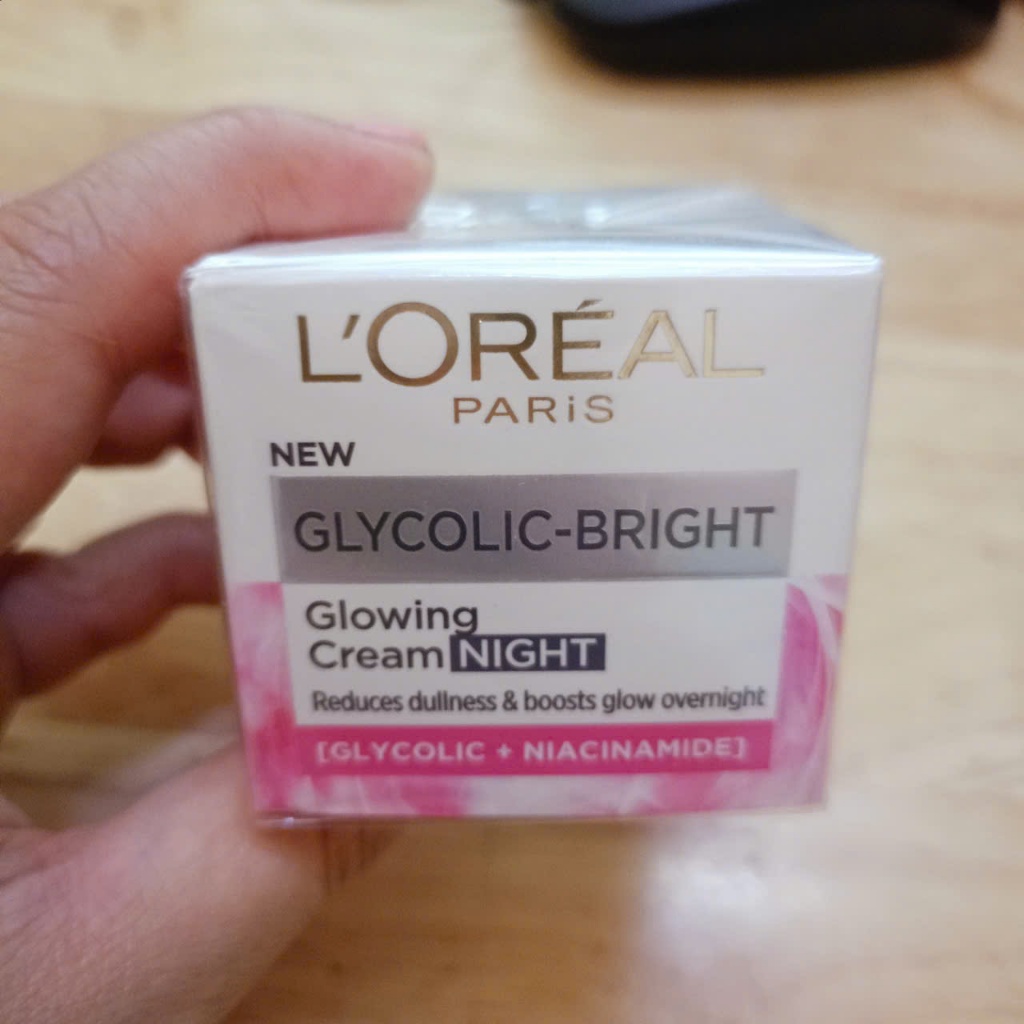 L'ORÉAL
PARiS
NEW
GLYCOLIC-BRIGHT
Glowing
Cream NIGHT
Reduces dullness & boosts glow overnight
[GLYCOLIC + NIACINAMIDE]